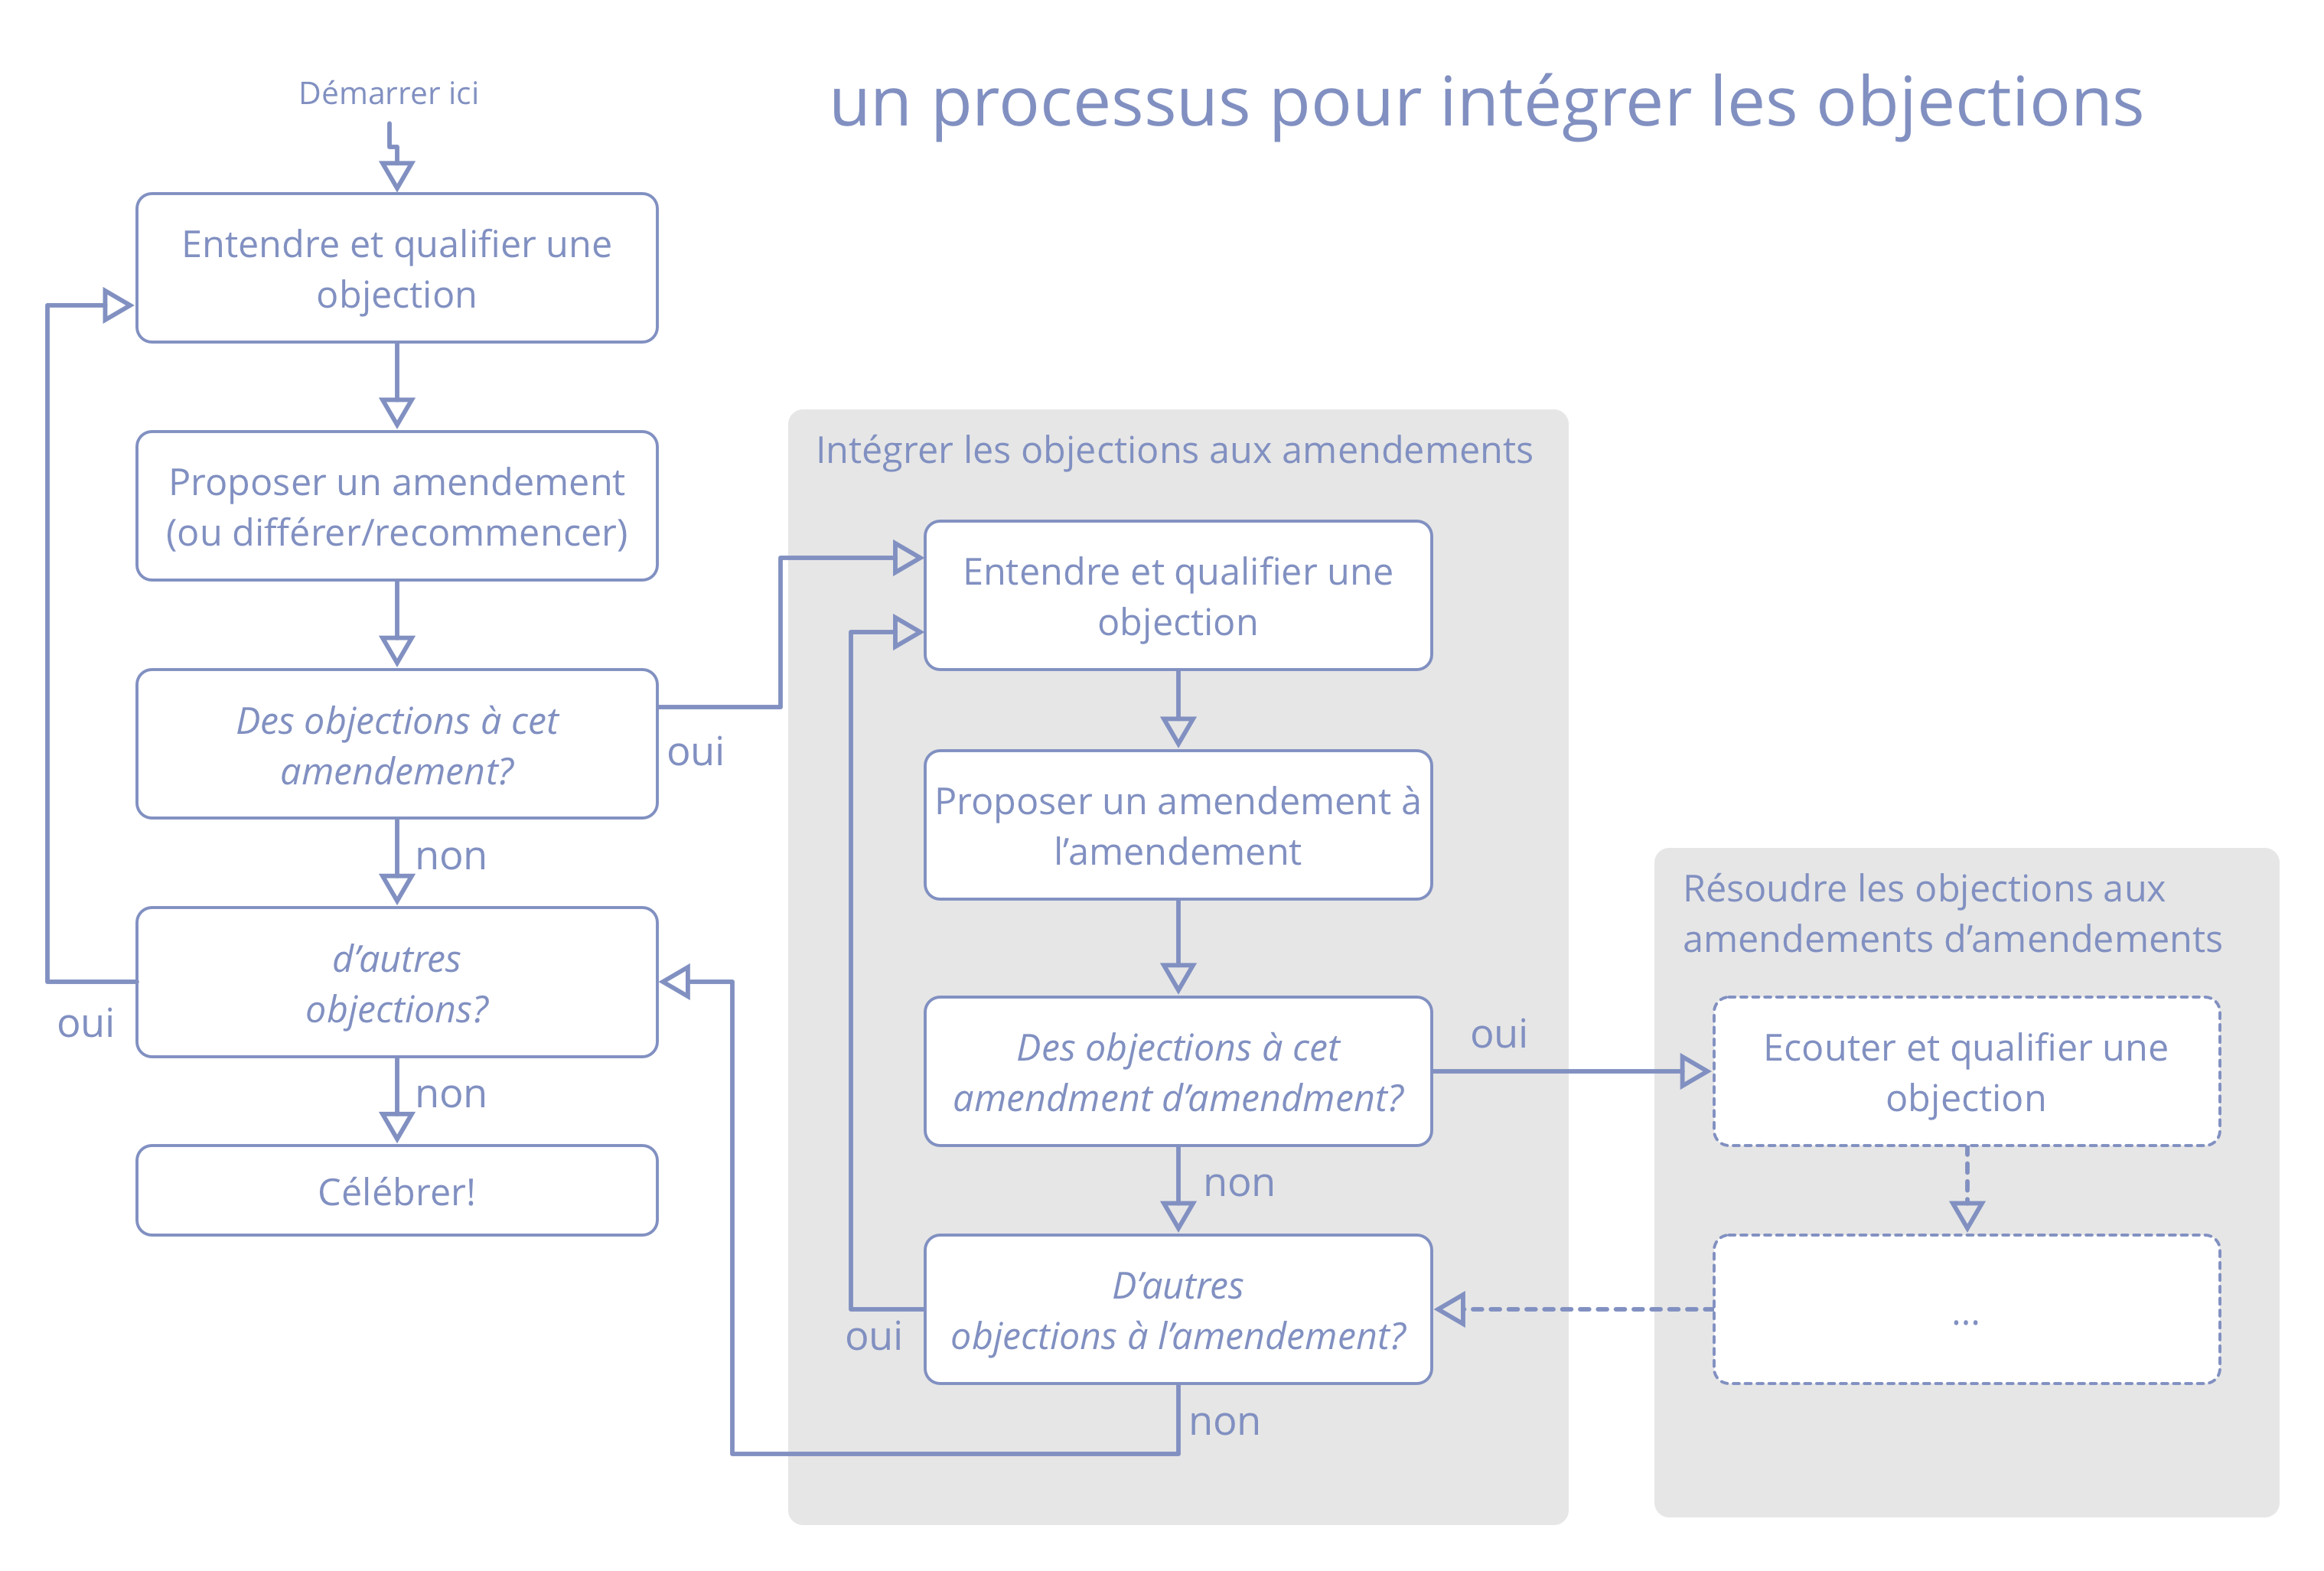 Démarrer ici
un processus pour intégrer les objections
Entendre et qualifier une
objection
Proposer un amendement
(ou différer/recommencer)
Des objections à cet
amendement?
oui
non
d’autres
objections?
oui
non
Célébrer!
Intégrer les objections aux amendements
Entendre et qualifier une
objection
Proposer un amendement à
l’amendement
Des objections à cet
amendment d’amendment?
oui
non
D’autres
objections à l’amendement?
oui
non
Résoudre les objections aux
amendements d’amendements
Ecouter et qualifier une
objection
...